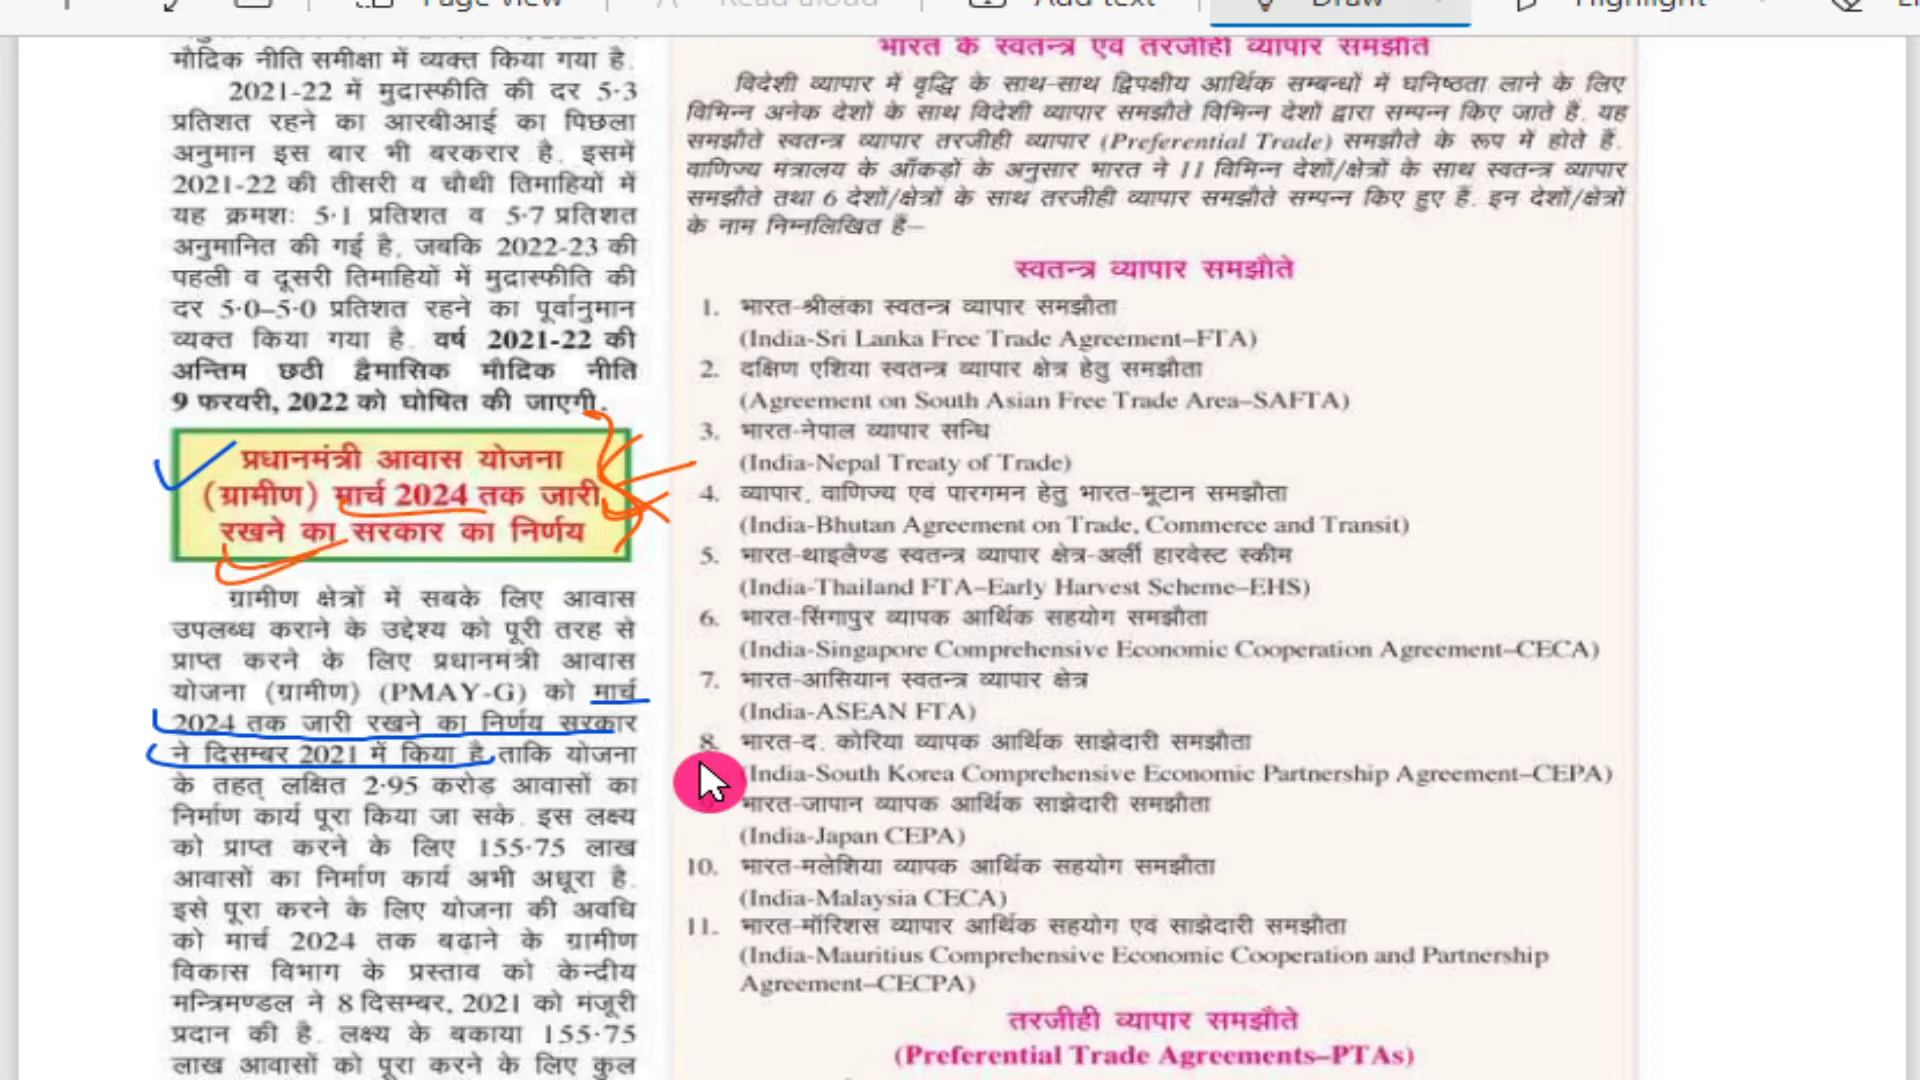 Page view
Read aloud
Add text
Draw
Highlight
मौद्रिक नीति समीक्षा में व्यक्त किया गया है.
2021-22 में मुद्रास्फीति की दर 5·3
प्रतिशत रहने का आरबीआई का पिछला
अनुमान इस बार भी बरकरार है. इसमें
2021-22 की तीसरी व चौथी तिमाहियों में
यह क्रमशः 5·1 प्रतिशत व 5·7 प्रतिशत
अनुमानित की गई है, जबकि 2022-23 की
पहली व दूसरी तिमाहियों में मुद्रास्फीति की
दर 5·0–5·0 प्रतिशत रहने का पूर्वानुमान
व्यक्त किया गया है. वर्ष 2021-22 की
अन्तिम छठी द्वैमासिक मौद्रिक नीति
9 फरवरी, 2022 को घोषित की जाएगी.
प्रधानमंत्री आवास योजना
(ग्रामीण) मार्च 2024 तक जारी
रखने का सरकार का निर्णय
ग्रामीण क्षेत्रों में सबके लिए आवास
उपलब्ध कराने के उद्देश्य को पूरी तरह से
प्राप्त करने के लिए प्रधानमंत्री आवास
योजना (ग्रामीण) (PMAY-G) को मार्च
2024 तक जारी रखने का निर्णय सरकार
ने दिसम्बर 2021 में किया है, ताकि योजना
के तहत् लक्षित 2·95 करोड़ आवासों का
निर्माण कार्य पूरा किया जा सके. इस लक्ष्य
को प्राप्त करने के लिए 155·75 लाख
आवासों का निर्माण कार्य अभी अधूरा है.
इसे पूरा करने के लिए योजना की अवधि
को मार्च 2024 तक बढ़ाने के ग्रामीण
विकास विभाग के प्रस्ताव को केन्दीय
मन्त्रिमण्डल ने 8 दिसम्बर, 2021 को मंजूरी
प्रदान की है. लक्ष्य के बकाया 155·75
लाख आवासों को पूरा करने के लिए कुल
भारत के स्वतन्त्र एवं तरजीही व्यापार समझौते
विदेशी व्यापार में वृद्धि के साथ-साथ द्विपक्षीय आर्थिक सम्बन्धों में घनिष्ठता लाने के लिए
विभिन्न अनेक देशों के साथ विदेशी व्यापार समझौते विभिन्न देशों द्वारा सम्पन्न किए जाते हैं. यह
समझौते स्वतन्त्र व्यापार तरजीही व्यापार (Preferential Trade) समझौते के रूप में होते हैं.
वाणिज्य मंत्रालय के आँकड़ों के अनुसार भारत ने 11 विभिन्न देशों/क्षेत्रों के साथ स्वतन्त्र व्यापार
समझौते तथा 6 देशों/क्षेत्रों के साथ तरजीही व्यापार समझौते सम्पन्न किए हुए हैं. इन देशों/क्षेत्रों
के नाम निम्नलिखित हैं–
स्वतन्त्र व्यापार समझौते
1. भारत-श्रीलंका स्वतन्त्र व्यापार समझौता
(India-Sri Lanka Free Trade Agreement–FTA)
2. दक्षिण एशिया स्वतन्त्र व्यापार क्षेत्र हेतु समझौता
(Agreement on South Asian Free Trade Area–SAFTA)
3. भारत-नेपाल व्यापार सन्धि
(India-Nepal Treaty of Trade)
4. व्यापार, वाणिज्य एवं पारगमन हेतु भारत-भूटान समझौता
(India-Bhutan Agreement on Trade, Commerce and Transit)
5. भारत-थाइलैण्ड स्वतन्त्र व्यापार क्षेत्र-अर्ली हारवेस्ट स्कीम
(India-Thailand FTA–Early Harvest Scheme–EHS)
6. भारत-सिंगापुर व्यापक आर्थिक सहयोग समझौता
(India-Singapore Comprehensive Economic Cooperation Agreement–CECA)
7. भारत-आसियान स्वतन्त्र व्यापार क्षेत्र
(India-ASEAN FTA)
8. भारत-द. कोरिया व्यापक आर्थिक साझेदारी समझौता
India-South Korea Comprehensive Economic Partnership Agreement–CEPA)
भारत-जापान व्यापक आर्थिक साझेदारी समझौता
(India-Japan CEPA)
10. भारत-मलेशिया व्यापक आर्थिक सहयोग समझौता
(India-Malaysia CECA)
11. भारत-मॉरिशस व्यापार आर्थिक सहयोग एवं साझेदारी समझौता
(India-Mauritius Comprehensive Economic Cooperation and Partnership
Agreement–CECPA)
तरजीही व्यापार समझौते
(Preferential Trade Agreements–PTAs)